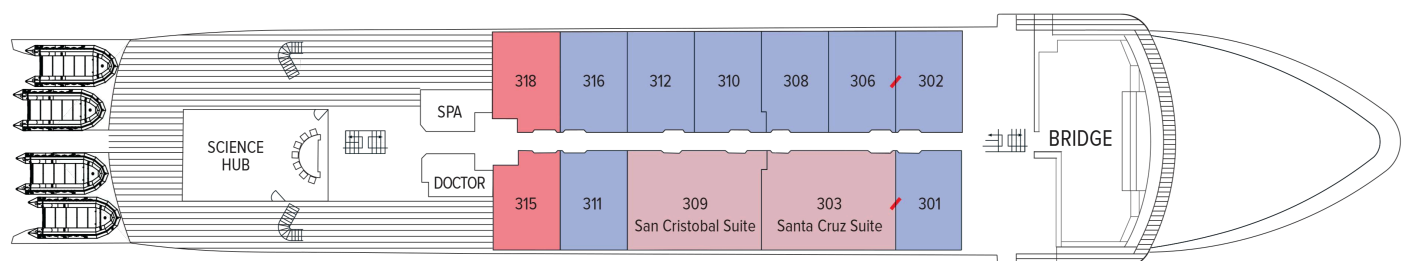 318
316
312
310
308
306
302
SPA
SCIENCE
HUB
BRIDGE
DOCTOR
315
311
309
San Cristobal Suite
303
Santa Cruz Suite
301